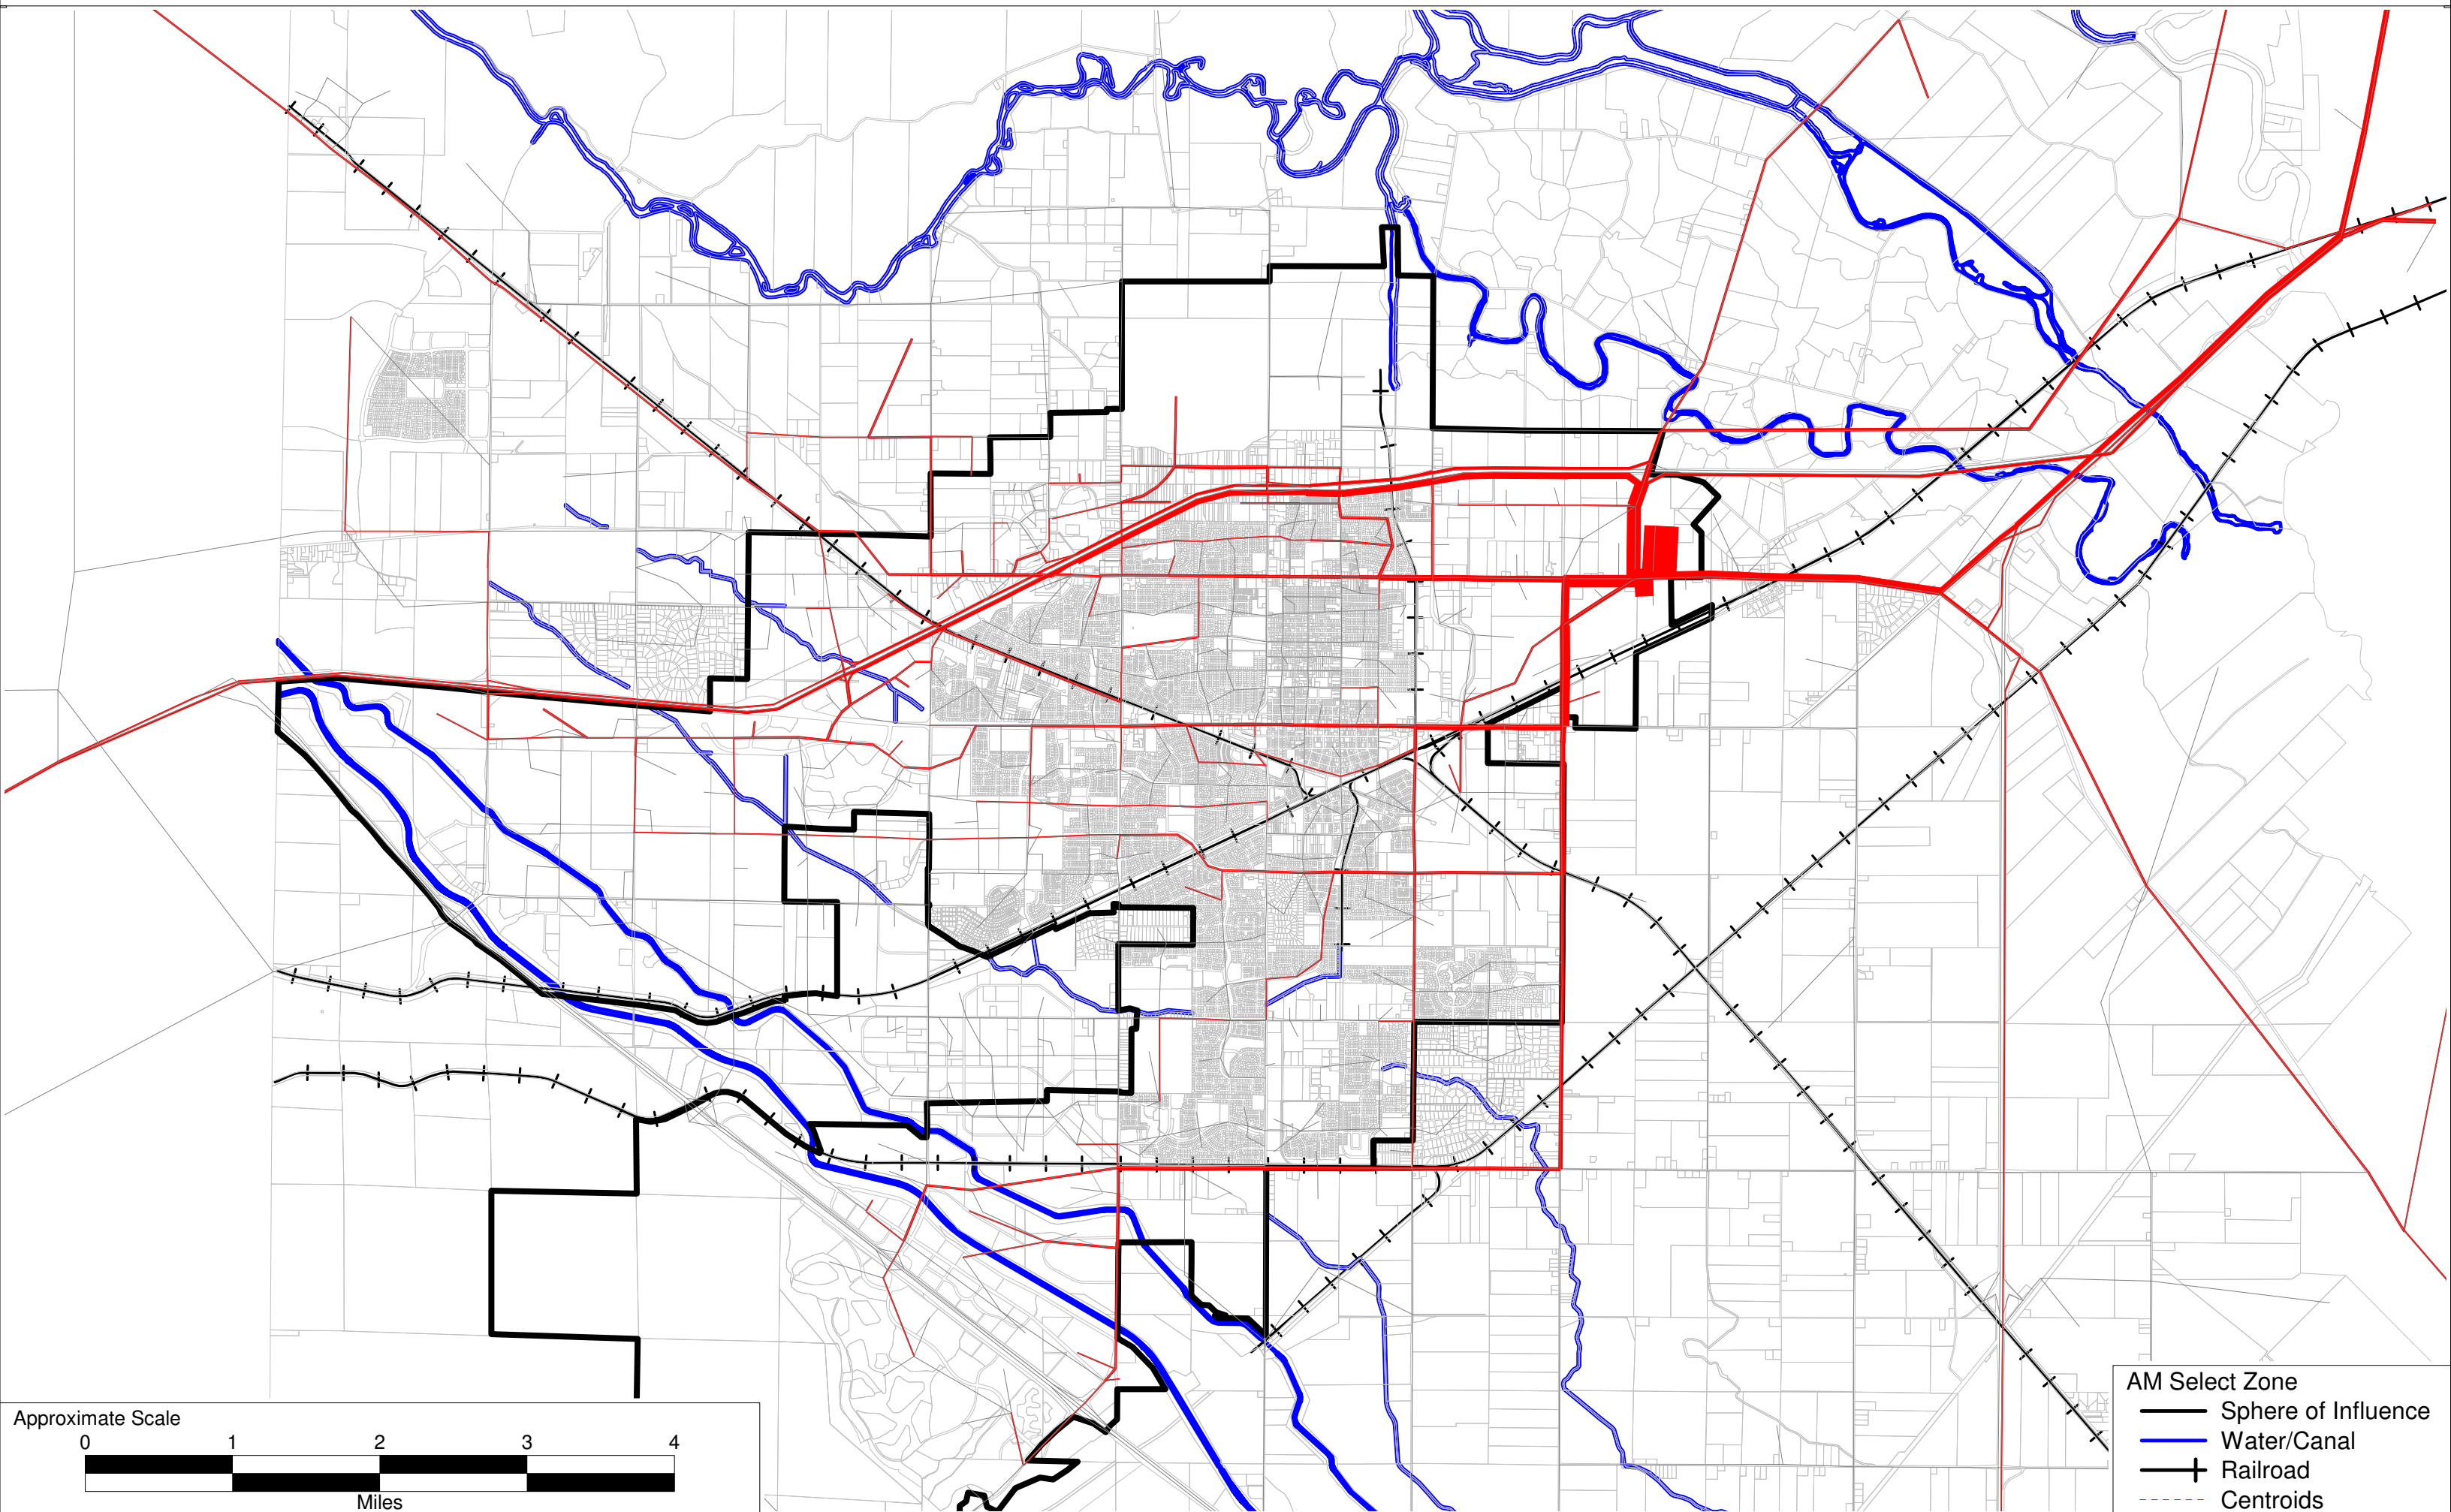 Approximate Scale
0 1 2 3 4
Miles
AM Select Zone
Sphere of Influence
Water/Canal
Railroad
Centroids